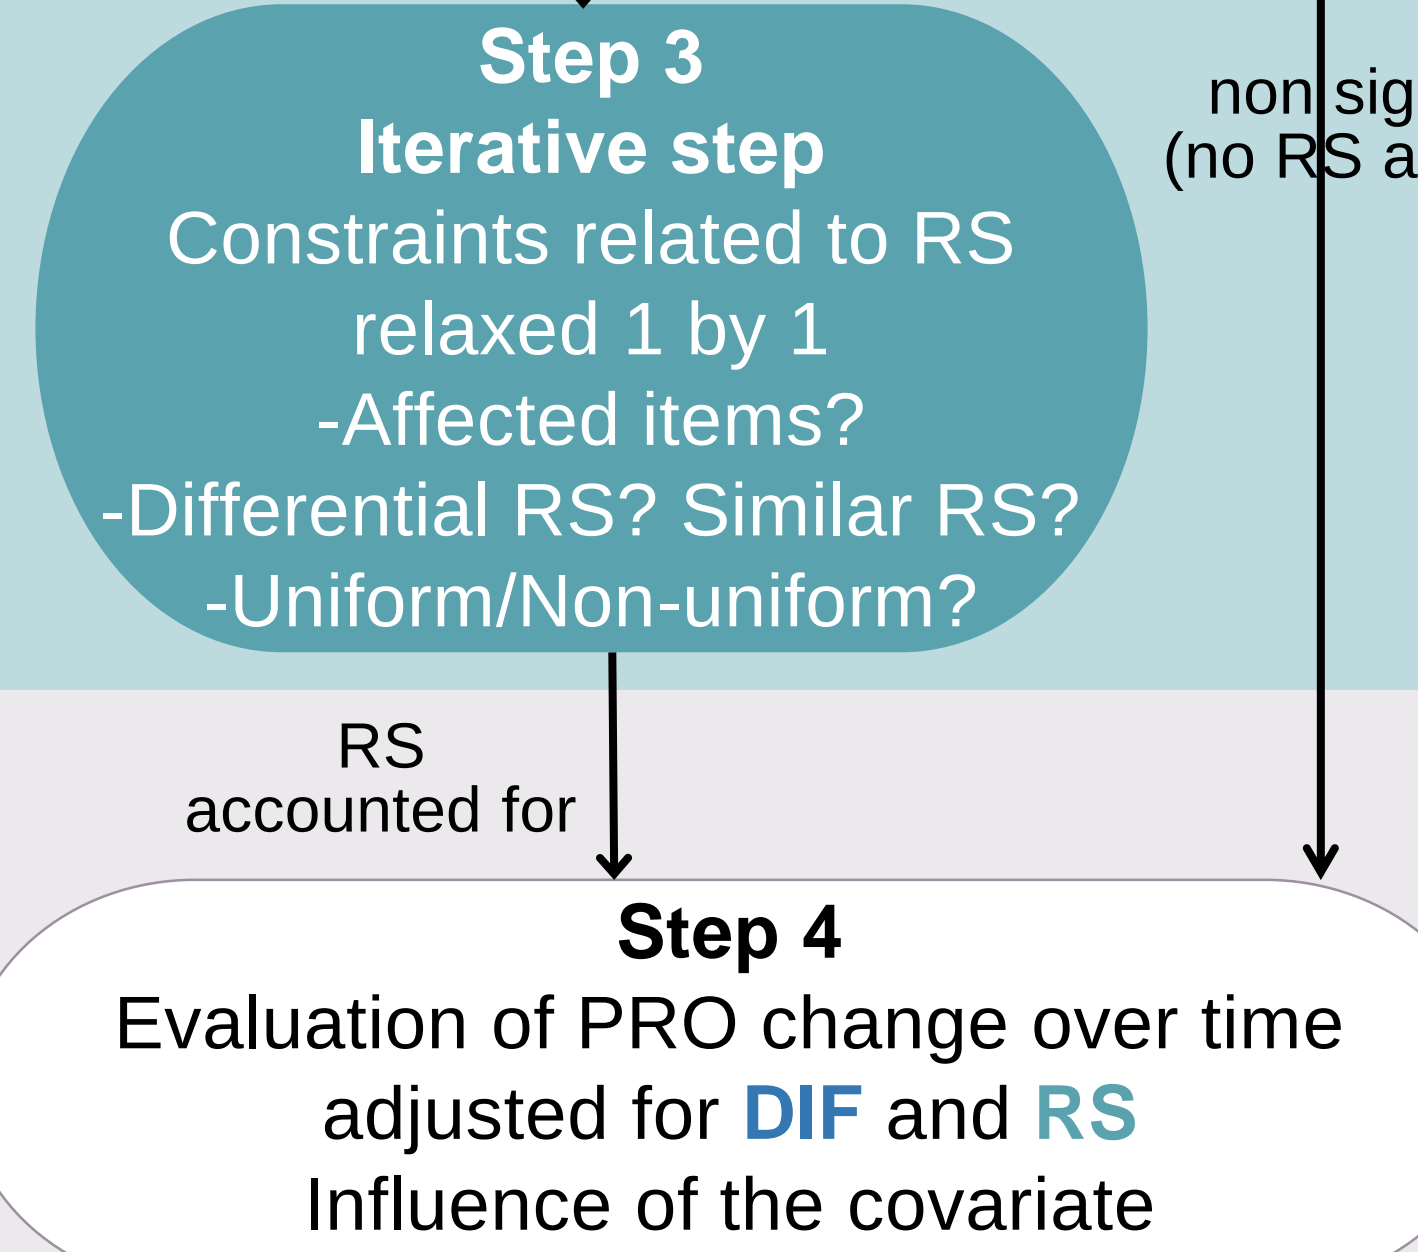 Step 3
Iterative step
Constraints related to RS
relaxed 1 by 1
-Affected items?
-Differential RS? Similar RS?
-Uniform/Non-uniform?
non sig
(no RS a
RS
accounted for
Step 4
Evaluation of PRO change over time
adjusted for DIF and RS
Influence of the covariate